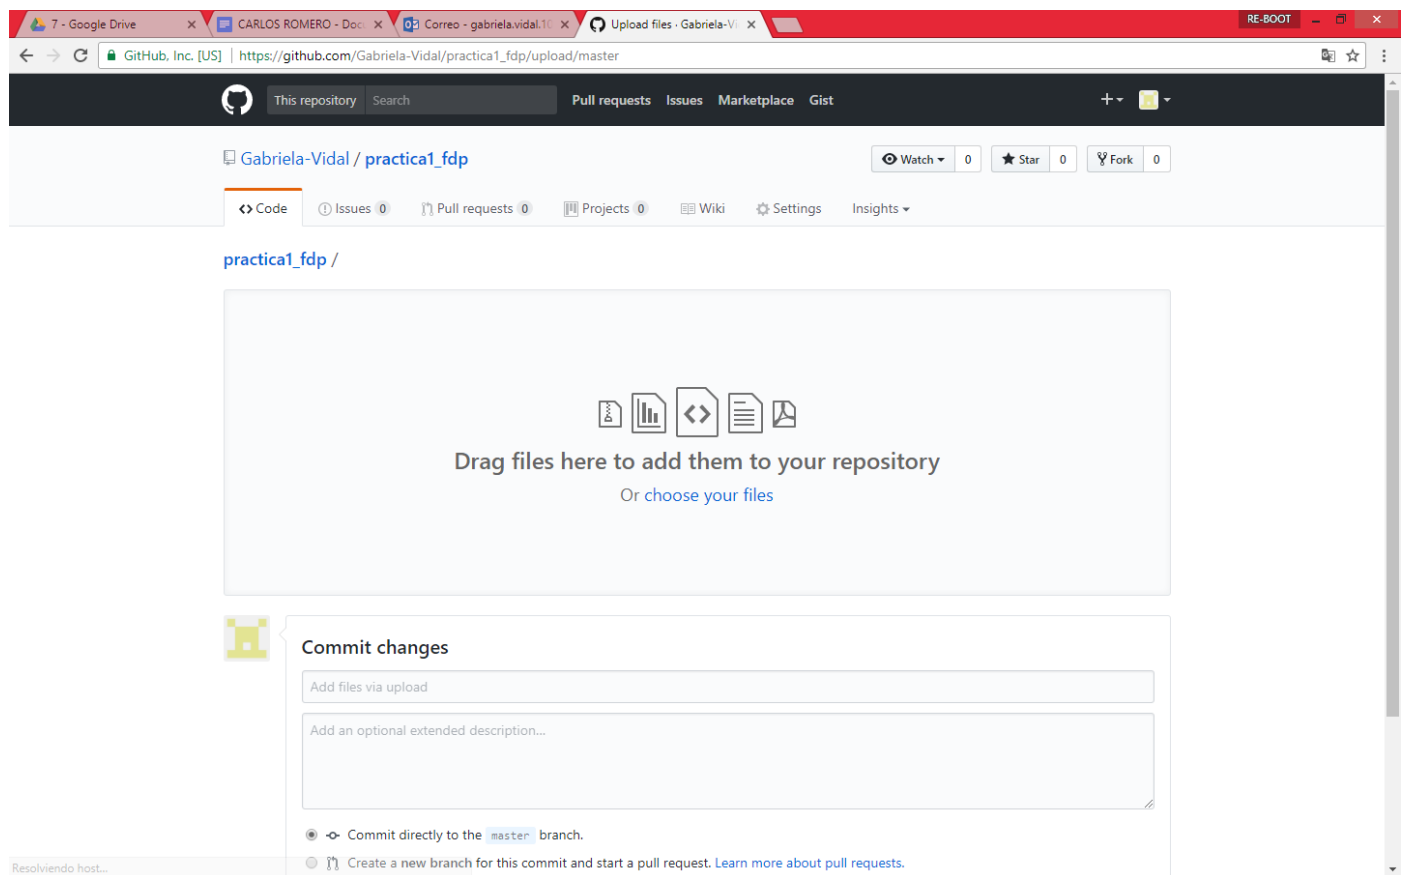 7 - Google Drive
CARLOS ROMERO - Doc
Correo - gabriela.vidal.10
Upload files · Gabriela-Vi
RE-BOOT
GitHub, Inc. [US] | https://github.com/Gabriela-Vidal/practica1_fdp/upload/master
This repository Search Pull requests Issues Marketplace Gist
Gabriela-Vidal / practica1_fdp
Watch 0 Star 0 Fork 0
Code Issues 0 Pull requests 0 Projects 0 Wiki Settings Insights
practica1_fdp /
Drag files here to add them to your repository
Or choose your files
Commit changes
Add files via upload
Add an optional extended description...
Commit directly to the master branch.
Create a new branch for this commit and start a pull request. Learn more about pull requests.
Resolviendo host...